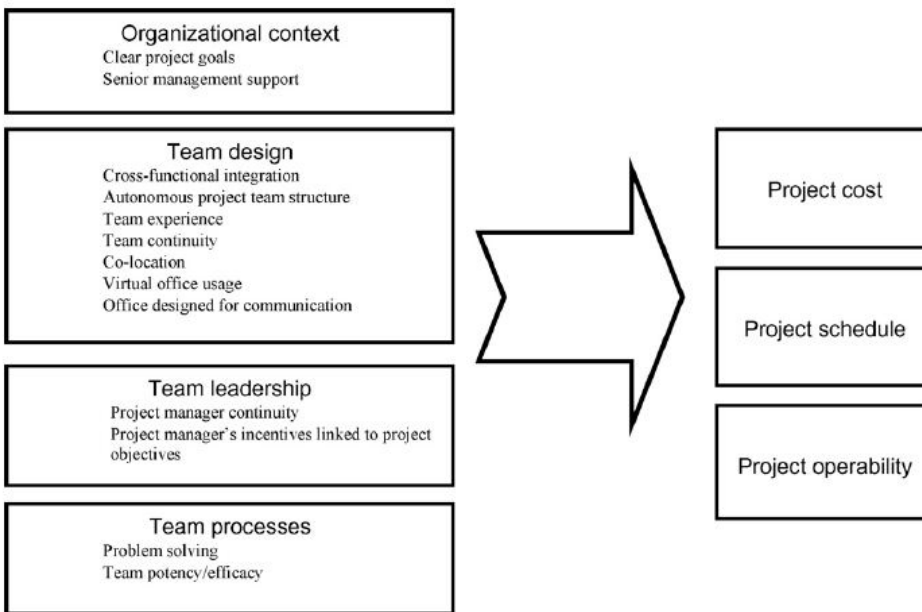 Organizational context
Clear project goals
Senior management support
Team design
Cross-functional integration
Autonomous project team structure
Team experience
Team continuity
Co-location
Virtual office usage
Office designed for communication
Team leadership
Project manager continuity
Project manager's incentives linked to project
objectives
Team processes
Problem solving
Team potency/efficacy
Project cost
Project schedule
Project operability